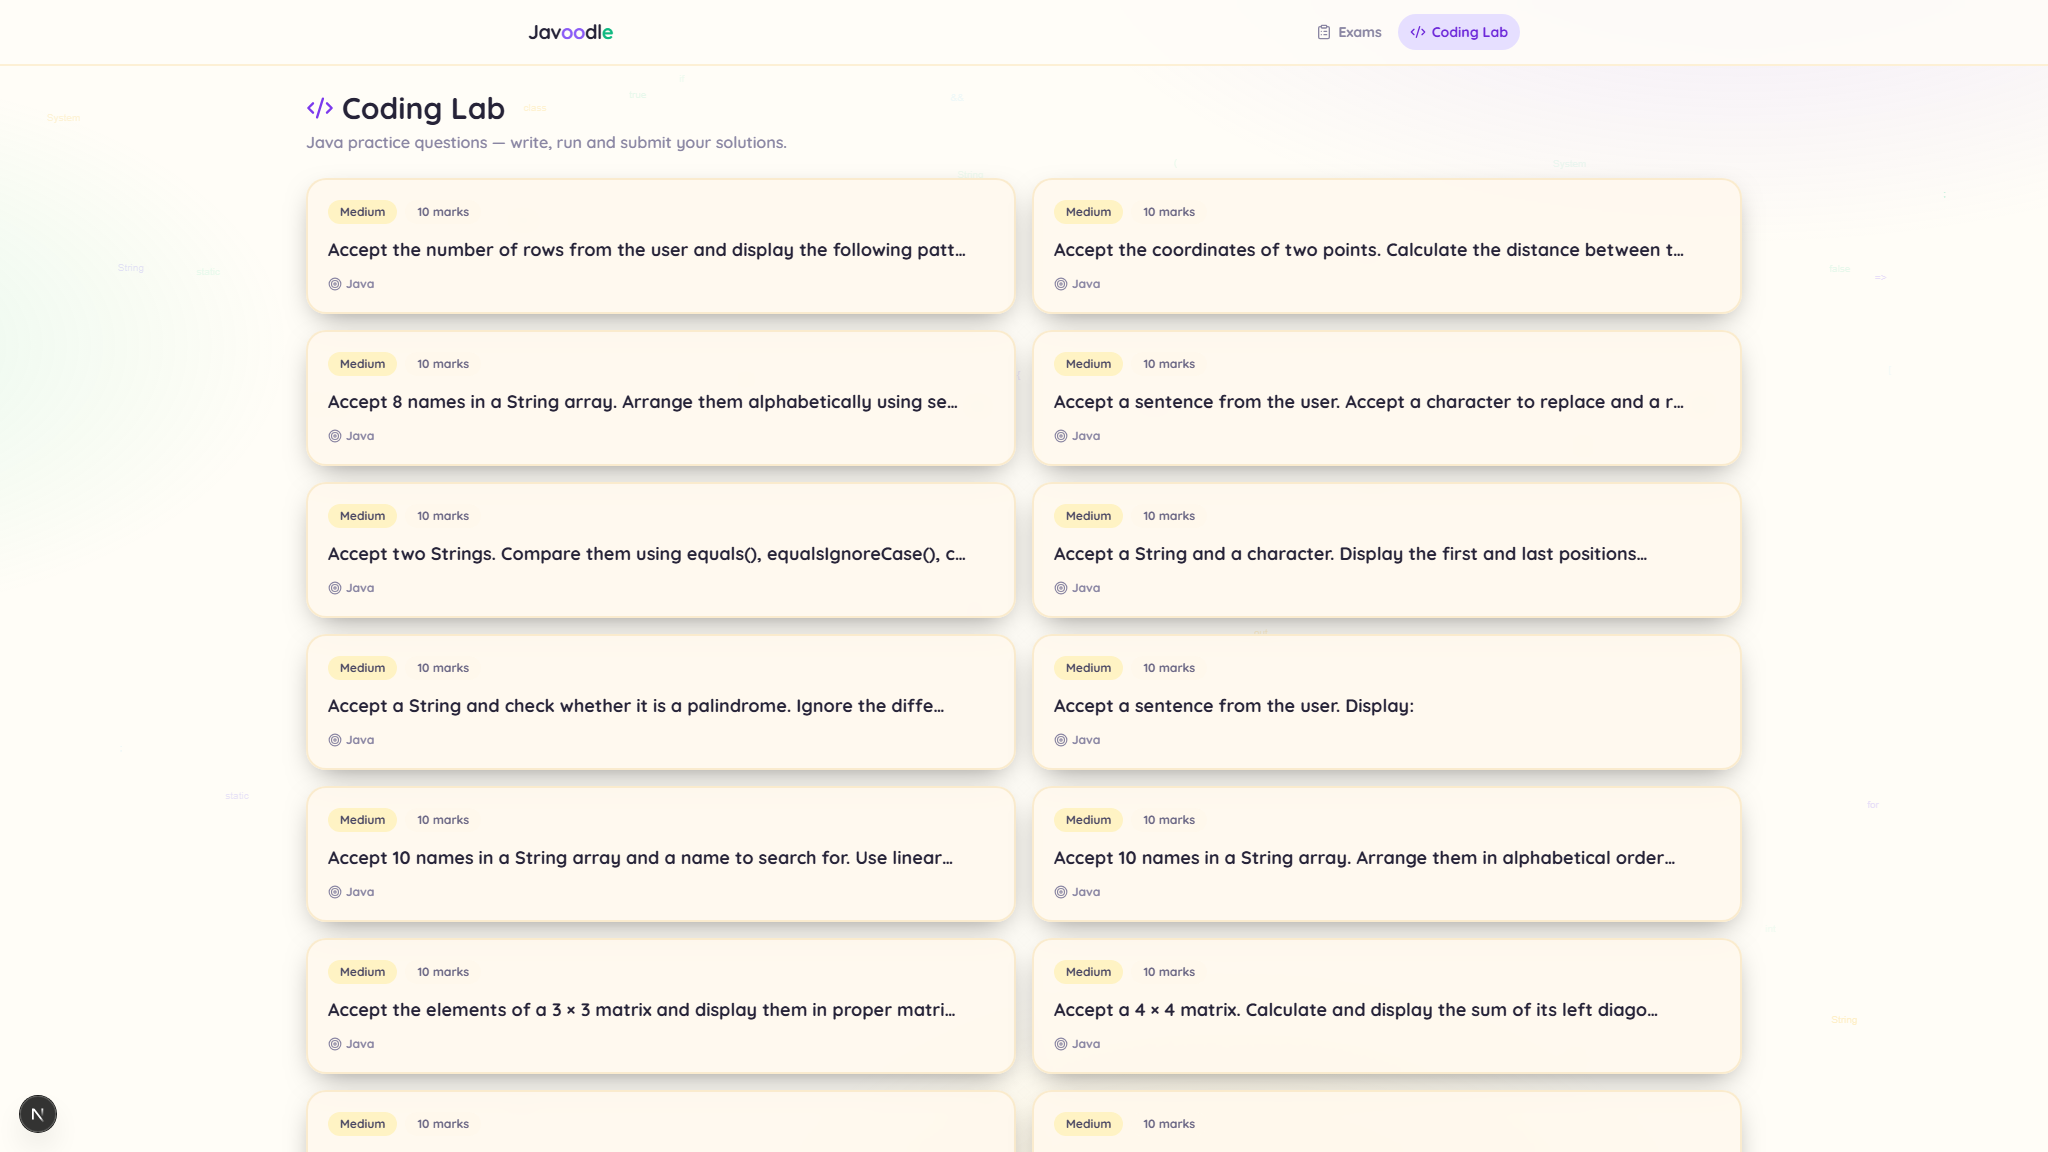 Javoodle
Exams
Coding Lab
Coding Lab
Java practice questions — write, run and submit your solutions.
Medium 10 marks
Accept the number of rows from the user and display the following patt...
Java
Medium 10 marks
Accept the coordinates of two points. Calculate the distance between t...
Java
Medium 10 marks
Accept 8 names in a String array. Arrange them alphabetically using se...
Java
Medium 10 marks
Accept a sentence from the user. Accept a character to replace and a r...
Java
Medium 10 marks
Accept two Strings. Compare them using equals(), equalsIgnoreCase(), c...
Java
Medium 10 marks
Accept a String and a character. Display the first and last positions...
Java
Medium 10 marks
Accept a String and check whether it is a palindrome. Ignore the diffe...
Java
Medium 10 marks
Accept a sentence from the user. Display:
Java
Medium 10 marks
Accept 10 names in a String array and a name to search for. Use linear...
Java
Medium 10 marks
Accept 10 names in a String array. Arrange them in alphabetical order...
Java
Medium 10 marks
Accept the elements of a 3 × 3 matrix and display them in proper matri...
Java
Medium 10 marks
Accept a 4 × 4 matrix. Calculate and display the sum of its left diago...
Java
Medium 10 marks
Medium 10 marks
System
class
true
&&
System
String
static
false
=>
static
for
String
N